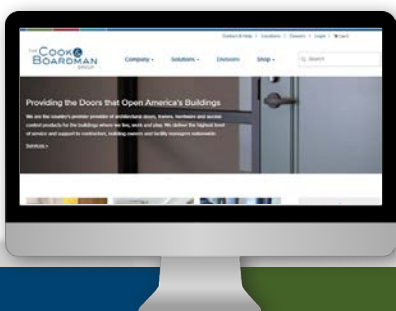 Contact & Help | Locations | Careers | Login | Cart
THE
COOK &
BOARDMAN
GROUP
Company Solutions Divisions Shop Search
Providing the Doors that Open America's Buildings
We are the country's premier provider of architectural doors, frames, hardware and access
control products for the buildings where we live, work and play. We deliver the highest level
of service and support to contractors, building owners and facility managers nationwide.
Services >